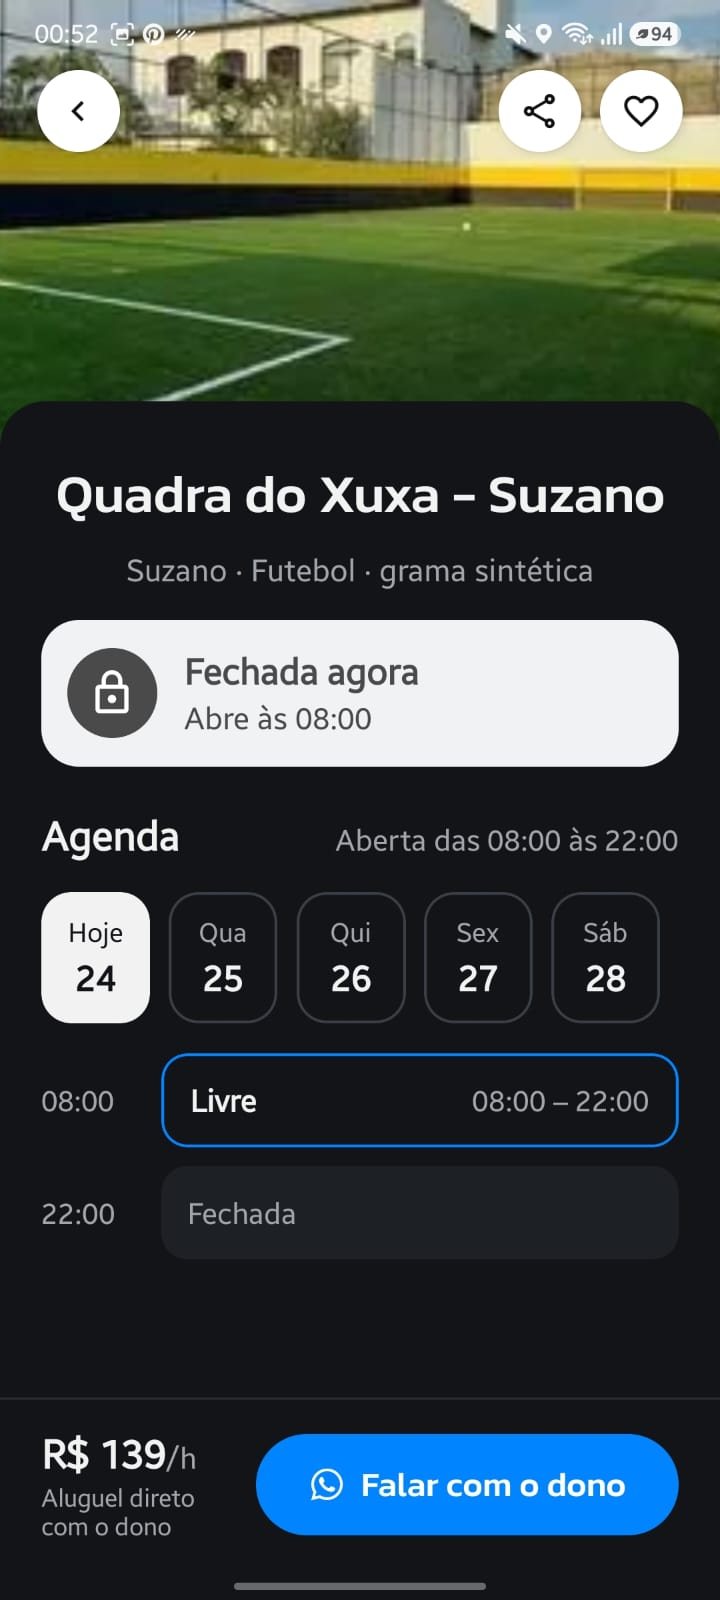 00:52
94
Quadra do Xuxa – Suzano
Suzano · Futebol · grama sintética
Fechada agora
Abre às 08:00
Agenda
Aberta das 08:00 às 22:00
Hoje
24
Qua
25
Qui
26
Sex
27
Sáb
28
08:00
Livre
08:00 – 22:00
22:00
Fechada
R$ 139/h
Aluguel direto
com o dono
Falar com o dono